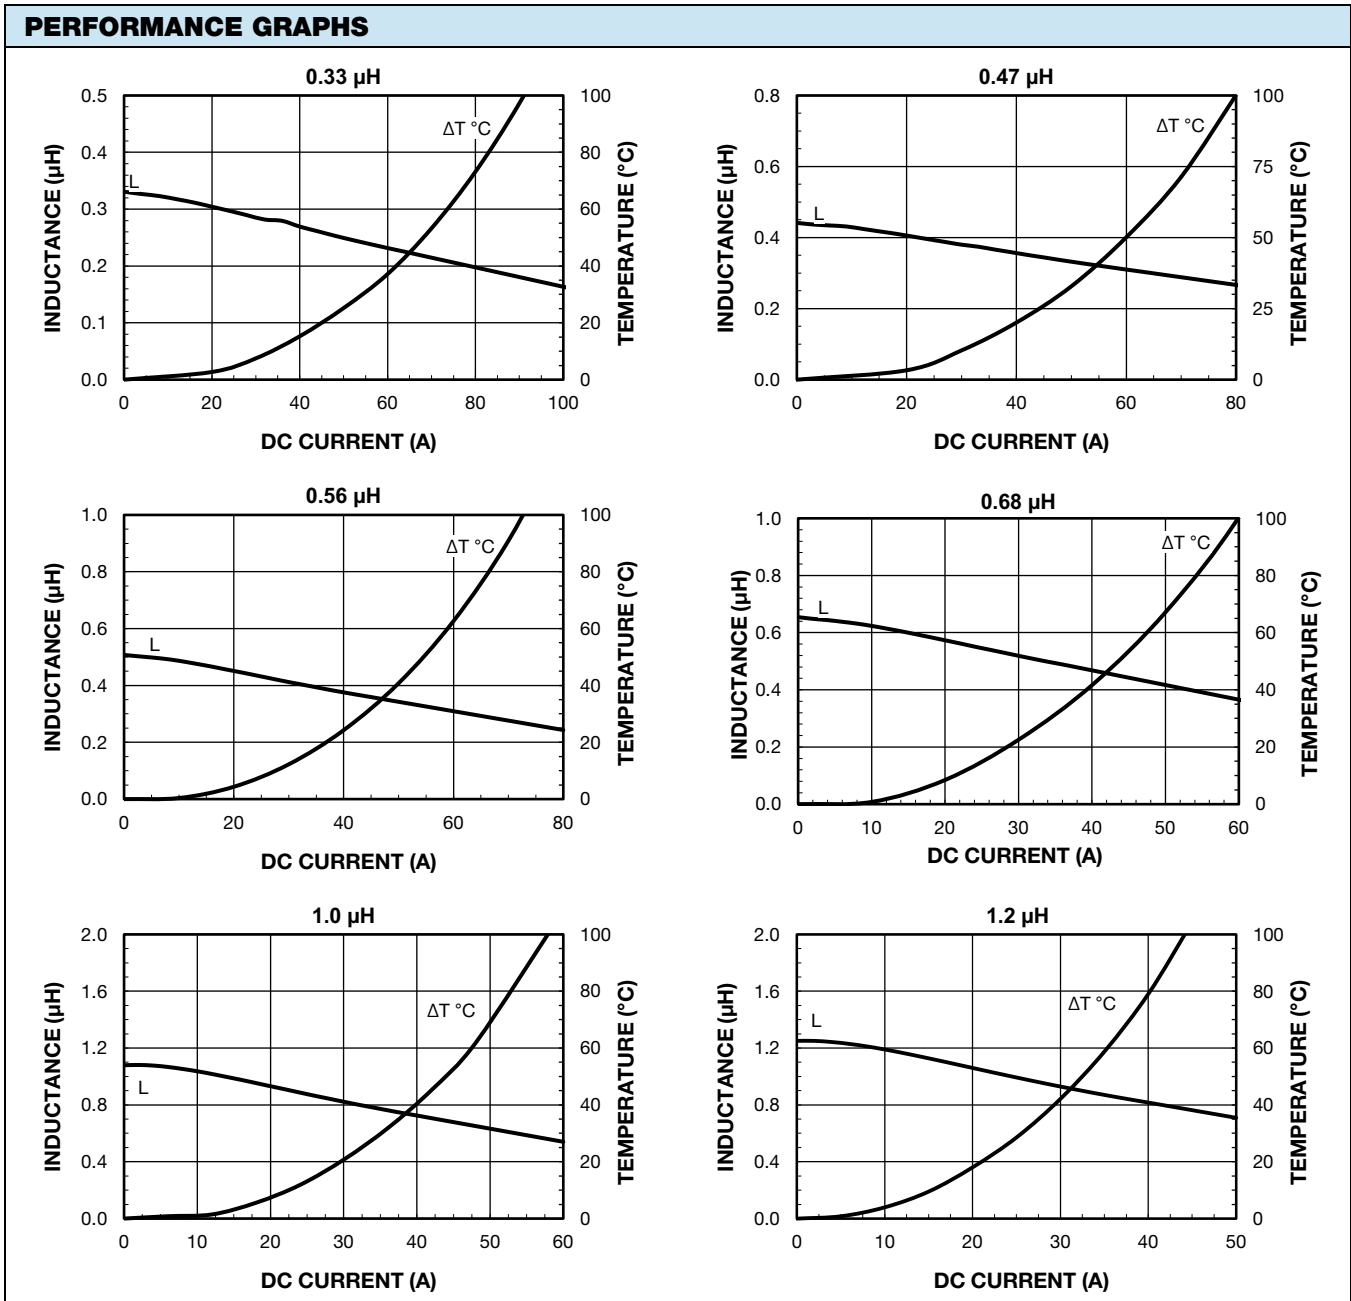 PERFORMANCE GRAPHS
0.33 µH
0.5
0.4
0.3
0.2
0.1
0.0
100
80
60
40
20
0
0 20 40 60 80 100
INDUCTANCE (µH)
TEMPERATURE (°C)
DC CURRENT (A)
L
ΔT °C
0.47 µH
0.8
0.6
0.4
0.2
0.0
100
75
50
25
0
0 20 40 60 80
INDUCTANCE (µH)
TEMPERATURE (°C)
DC CURRENT (A)
L
ΔT °C
0.56 µH
1.0
0.8
0.6
0.4
0.2
0.0
100
80
60
40
20
0
0 20 40 60 80
INDUCTANCE (µH)
TEMPERATURE (°C)
DC CURRENT (A)
L
ΔT °C
0.68 µH
1.0
0.8
0.6
0.4
0.2
0.0
100
80
60
40
20
0
0 10 20 30 40 50 60
INDUCTANCE (µH)
TEMPERATURE (°C)
DC CURRENT (A)
L
ΔT °C
1.0 µH
2.0
1.6
1.2
0.8
0.4
0.0
100
80
60
40
20
0
0 10 20 30 40 50 60
INDUCTANCE (µH)
TEMPERATURE (°C)
DC CURRENT (A)
L
ΔT °C
1.2 µH
2.0
1.6
1.2
0.8
0.4
0.0
100
80
60
40
20
0
0 10 20 30 40 50
INDUCTANCE (µH)
TEMPERATURE (°C)
DC CURRENT (A)
L
ΔT °C